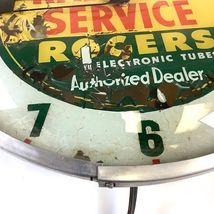 SERVICE
ROGERS
ELECTRONIC TUBES
Authorized Dealer
7 6